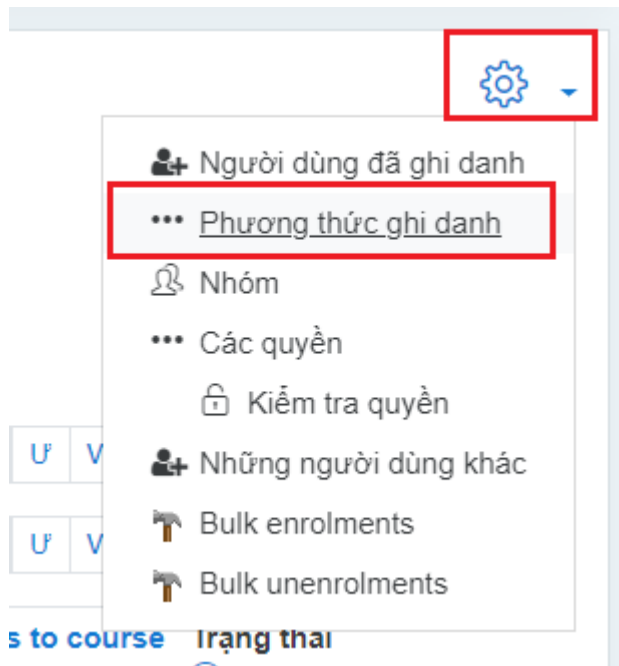 Người dùng đã ghi danh
Phương thức ghi danh
Nhóm
Các quyền
Kiểm tra quyền
Ư V
Những người dùng khác
Bulk enrolments
Ư V
Bulk unenrolments
s to course Trạng thái